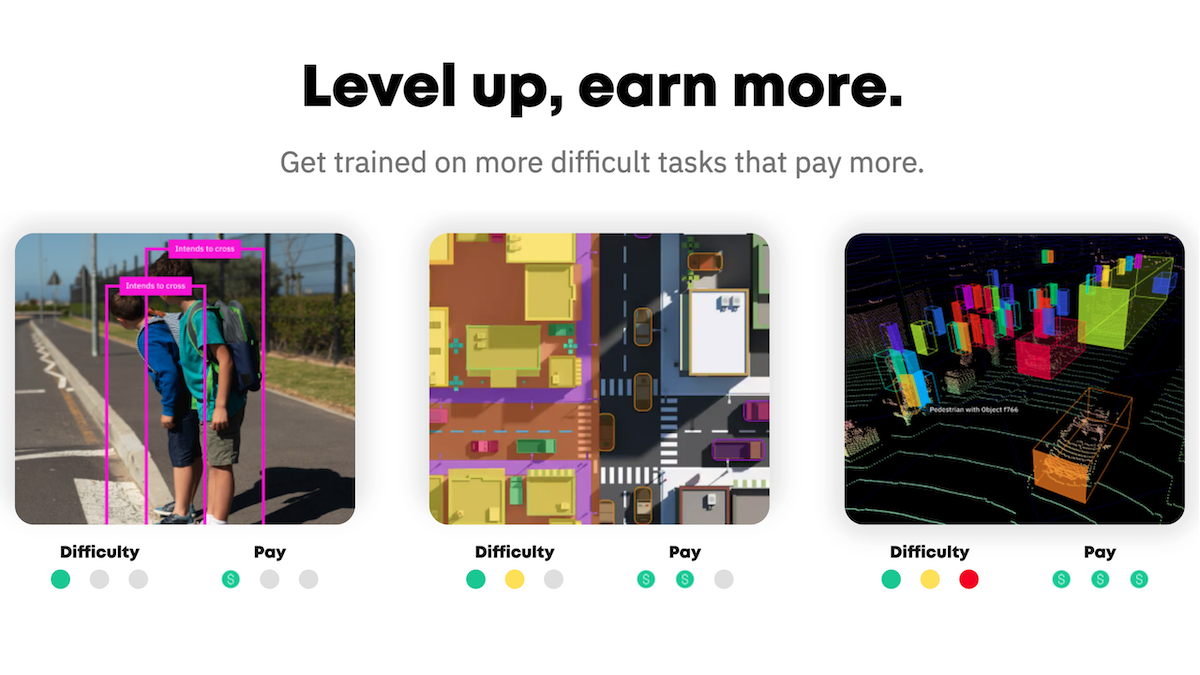 Level up, earn more.
Get trained on more difficult tasks that pay more.
Intends to cross
Intends to cross
Pedestrian with Object f766
Difficulty Pay
S
Difficulty Pay
S S
Difficulty Pay
S S S